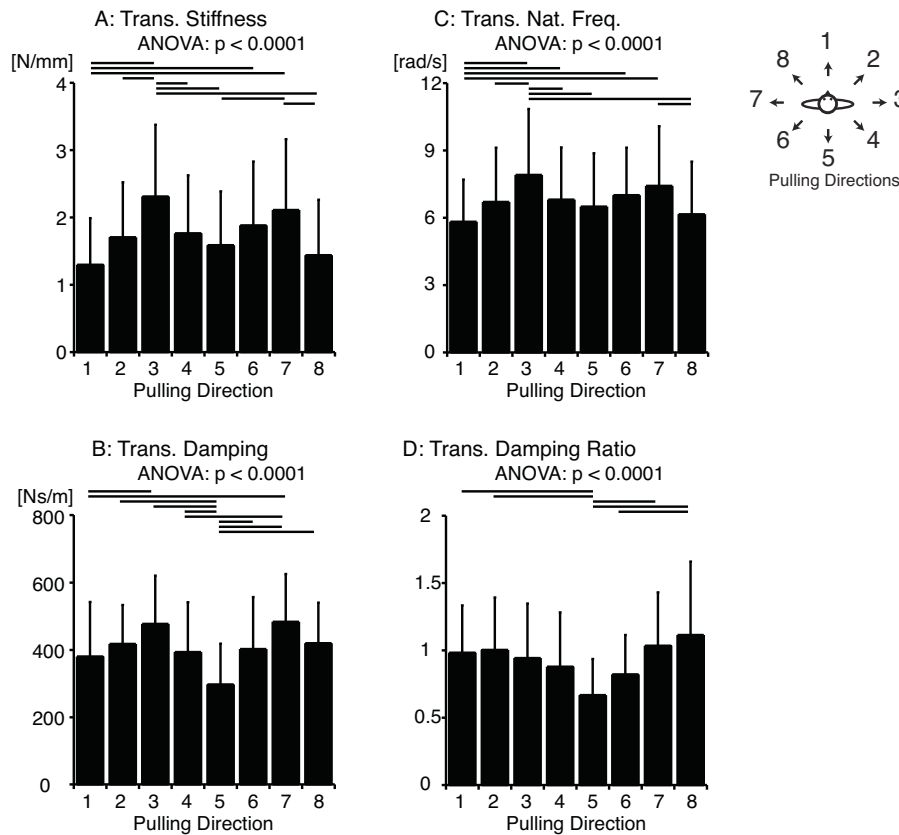 A: Trans. Stiffness
ANOVA: p < 0.0001
[N/mm]
4
3
2
1
0
1 2 3 4 5 6 7 8
Pulling Direction
C: Trans. Nat. Freq.
ANOVA: p < 0.0001
[rad/s]
12
9
6
3
0
1 2 3 4 5 6 7 8
Pulling Direction
1
8 2
7 3
6 4
5
Pulling Directions
B: Trans. Damping
ANOVA: p < 0.0001
[Ns/m]
800
600
400
200
0
1 2 3 4 5 6 7 8
Pulling Direction
D: Trans. Damping Ratio
ANOVA: p < 0.0001
2
1.5
1
0.5
0
1 2 3 4 5 6 7 8
Pulling Direction